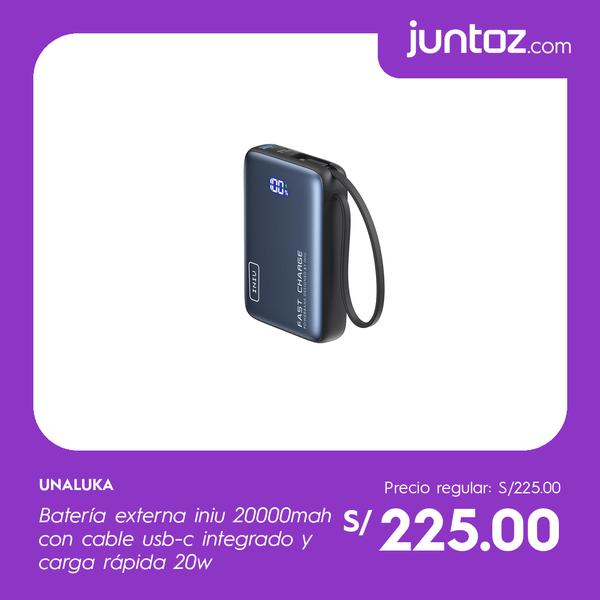 juntoz.com
100%
INIU
FAST CHARGE
UNALUKA
Precio regular: S/225.00
Batería externa iniu 20000mah
con cable usb-c integrado y
carga rápida 20w
S/ 225.00